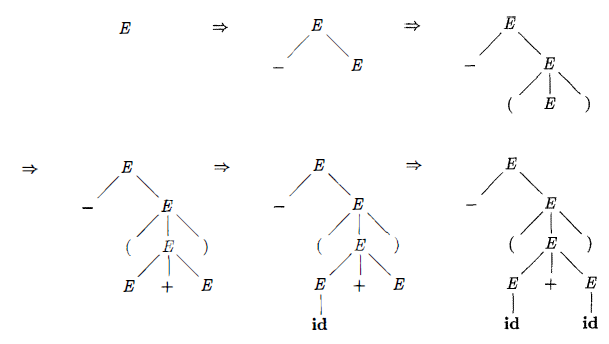 E ⇒ E ⇒ E
− E − E
( E )
⇒ E ⇒ E ⇒ E
− E − E − E
( E ) ( E ) ( E )
E + E E + E E + E
id id id